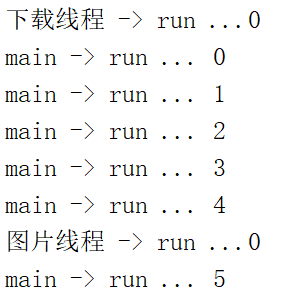 下载线程 -> run ...0
main -> run ... 0
main -> run ... 1
main -> run ... 2
main -> run ... 3
main -> run ... 4
图片线程 -> run ...0
main -> run ... 5